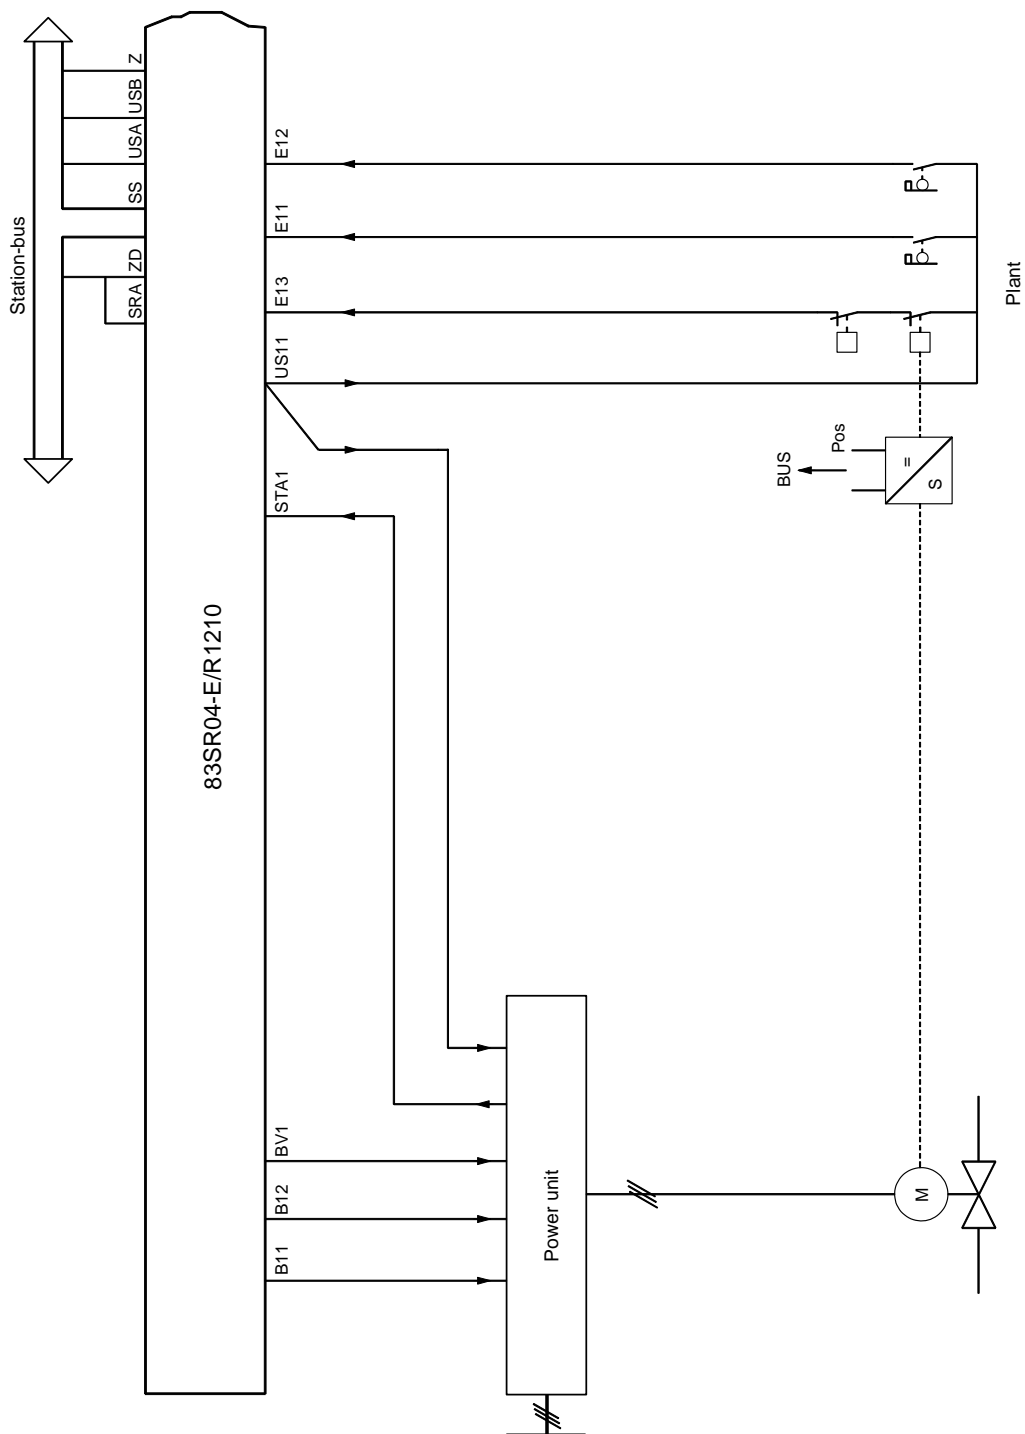 Station-bus
SRA
ZD
SS
USA
USB
Z
83SR04-E/R1210
B11
B12
BV1
STA1
US11
E13
E11
E12
Power unit
BUS
Pos
=
S
M
Plant